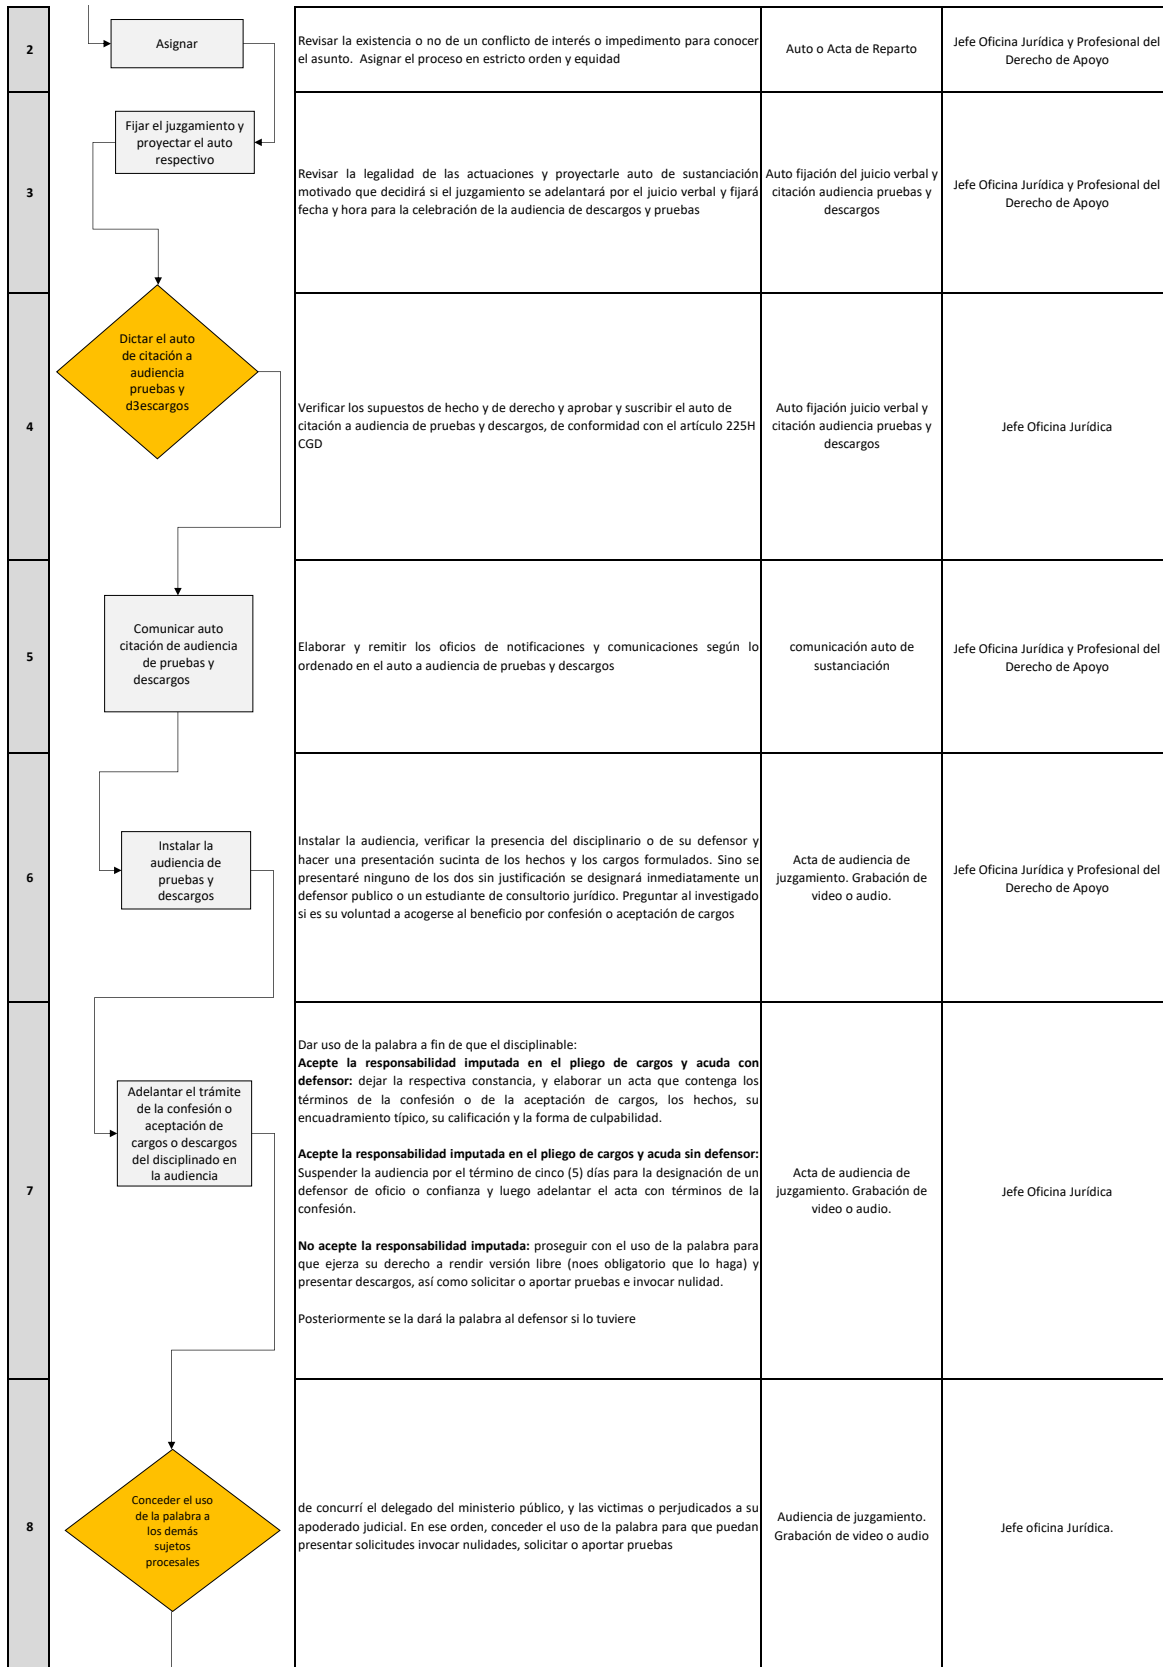 2
Asignar
Revisar la existencia o no de un conflicto de interés o impedimento para conocer
el asunto. Asignar el proceso en estricto orden y equidad
Auto o Acta de Reparto
Jefe Oficina Jurídica y Profesional del
Derecho de Apoyo
3
Fijar el juzgamiento y
proyectar el auto
respectivo
Revisar la legalidad de las actuaciones y proyectarle auto de sustanciación
motivado que decidirá si el juzgamiento se adelantará por el juicio verbal y fijará
fecha y hora para la celebración de la audiencia de descargos y pruebas
Auto fijación del juicio verbal y
citación audiencia pruebas y
descargos
Jefe Oficina Jurídica y Profesional del
Derecho de Apoyo
4
Dictar el auto
de citación a
audiencia
pruebas y
d3escargos
Verificar los supuestos de hecho y de derecho y aprobar y suscribir el auto de
citación a audiencia de pruebas y descargos, de conformidad con el artículo 225H
CGD
Auto fijación juicio verbal y
citación audiencia pruebas y
descargos
Jefe Oficina Jurídica
5
Comunicar auto
citación de audiencia
de pruebas y
descargos
Elaborar y remitir los oficios de notificaciones y comunicaciones según lo
ordenado en el auto a audiencia de pruebas y descargos
comunicación auto de
sustanciación
Jefe Oficina Jurídica y Profesional del
Derecho de Apoyo
6
Instalar la
audiencia de
pruebas y
descargos
Instalar la audiencia, verificar la presencia del disciplinario o de su defensor y
hacer una presentación sucinta de los hechos y los cargos formulados. Sino se
presentaré ninguno de los dos sin justificación se designará inmediatamente un
defensor publico o un estudiante de consultorio jurídico. Preguntar al investigado
si es su voluntad a acogerse al beneficio por confesión o aceptación de cargos
Acta de audiencia de
juzgamiento. Grabación de
video o audio.
Jefe Oficina Jurídica y Profesional del
Derecho de Apoyo
7
Adelantar el trámite
de la confesión o
aceptación de
cargos o descargos
del disciplinado en
la audiencia
Dar uso de la palabra a fin de que el disciplinable:
Acepte la responsabilidad imputada en el pliego de cargos y acuda con
defensor: dejar la respectiva constancia, y elaborar un acta que contenga los
términos de la confesión o de la aceptación de cargos, los hechos, su
encuadramiento típico, su calificación y la forma de culpabilidad.
Acepte la responsabilidad imputada en el pliego de cargos y acuda sin defensor:
Suspender la audiencia por el término de cinco (5) días para la designación de un
defensor de oficio o confianza y luego adelantar el acta con términos de la
confesión.
No acepte la responsabilidad imputada: proseguir con el uso de la palabra para
que ejerza su derecho a rendir versión libre (noes obligatorio que lo haga) y
presentar descargos, así como solicitar o aportar pruebas e invocar nulidad.
Posteriormente se la dará la palabra al defensor si lo tuviere
Acta de audiencia de
juzgamiento. Grabación de
video o audio.
Jefe Oficina Jurídica
8
Conceder el uso
de la palabra a
los demás
sujetos
procesales
de concurrí el delegado del ministerio público, y las victimas o perjudicados a su
apoderado judicial. En ese orden, conceder el uso de la palabra para que puedan
presentar solicitudes invocar nulidades, solicitar o aportar pruebas
Audiencia de juzgamiento.
Grabación de video o audio
Jefe oficina Jurídica.